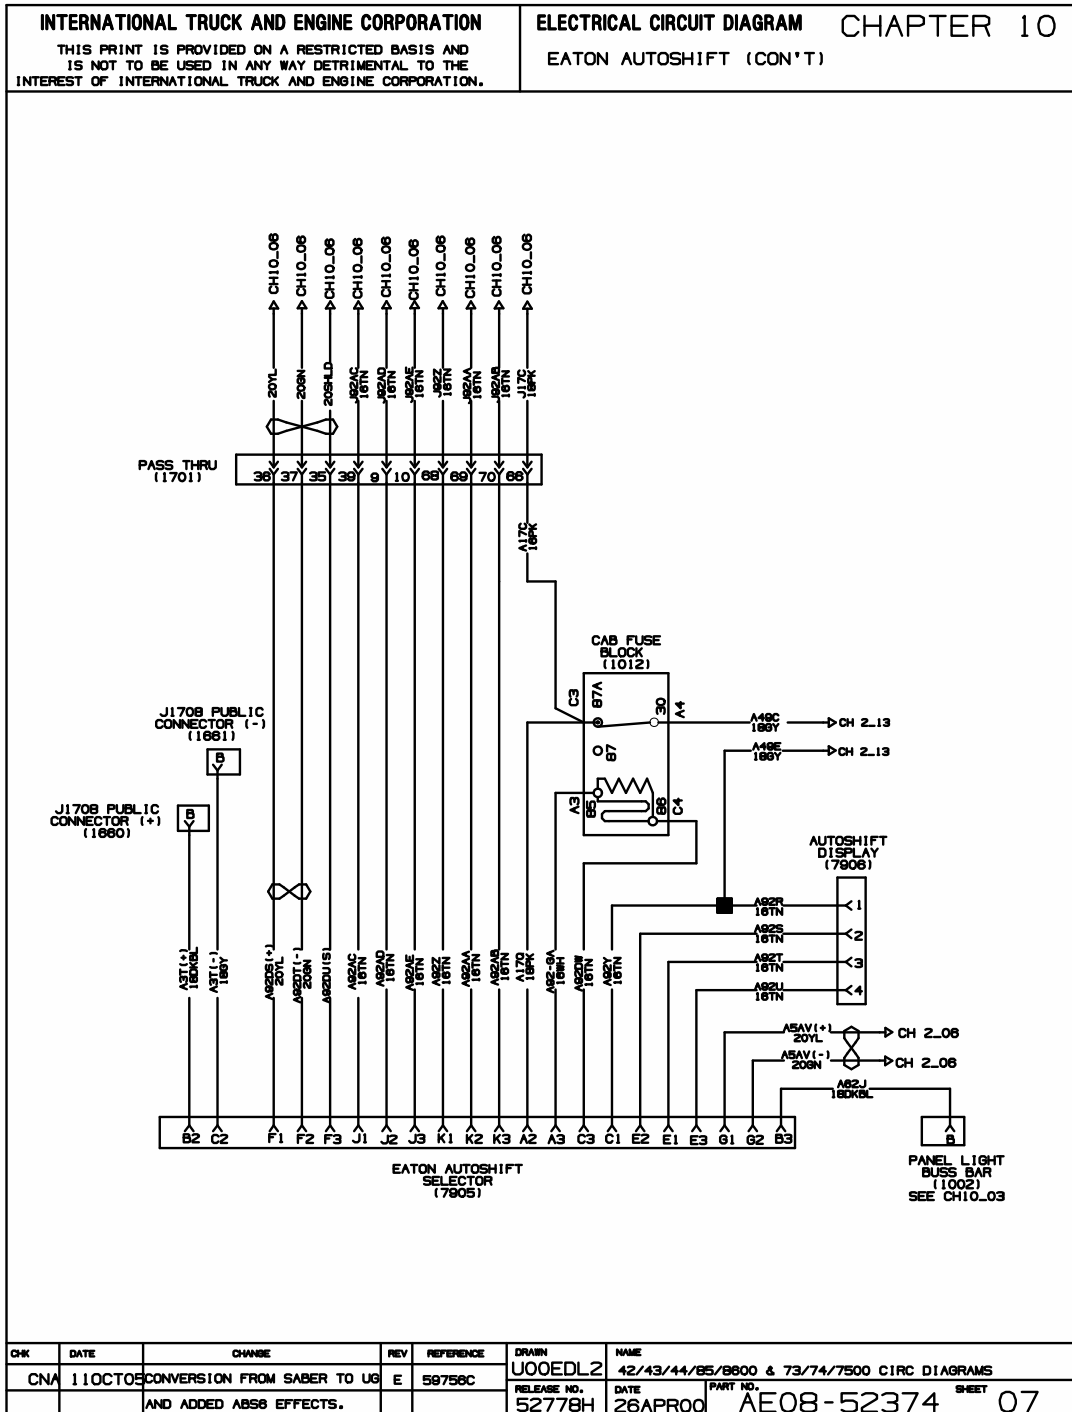 INTERNATIONAL TRUCK AND ENGINE CORPORATION
THIS PRINT IS PROVIDED ON A RESTRICTED BASIS AND
IS NOT TO BE USED IN ANY WAY DETRIMENTAL TO THE
INTEREST OF INTERNATIONAL TRUCK AND ENGINE CORPORATION.
ELECTRICAL CIRCUIT DIAGRAM CHAPTER 10
EATON AUTOSHIFT (CON'T)
CH10_06
CH10_06
CH10_06
CH10_06
CH10_06
CH10_06
CH10_06
CH10_06
CH10_06
CH10_06
20YL
20GN
20SHLD
J92AC
16TN
J92AD
16TN
J92AE
16TN
J92Z
16TN
J92AA
16TN
J92AB
16TN
J17C
18PK
PASS THRU
(1701)
36 37 35 39 9 10 68 69 70 66
A17C
16PK
CAB FUSE
BLOCK
(1012)
C3
87A
30
A4
87
A3
85
86
C4
A49C
18GY
CH 2_13
A49E
18GY
CH 2_13
J1708 PUBLIC
CONNECTOR (-)
(1661)
B
J1708 PUBLIC
CONNECTOR (+)
(1660)
B
AUTOSHIFT
DISPLAY
(7906)
A92R
16TN
1
A92S
16TN
2
A92T
16TN
3
A92U
16TN
4
A3T(+)
18DKBL
A3T(-)
18GY
A92DS(+)
20YL
A92DT(-)
20GN
A92DU(S)
A92AC
16TN
A92AD
16TN
A92AE
16TN
A92Z
16TN
A92AA
16TN
A92AB
16TN
A17Q
18PK
A92-GA
16WH
A92DW
16TN
A92Y
16TN
A5AV(+)
20YL
CH 2_06
A5AV(-)
20GN
CH 2_06
A62J
18DKBL
B2 C2 F1 F2 F3 J1 J2 J3 K1 K2 K3 A2 A3 C3 C1 E2 E1 E3 G1 G2 B3
B
EATON AUTOSHIFT
SELECTOR
(7905)
PANEL LIGHT
BUSS BAR
(1002)
SEE CH10_03
CHK DATE CHANGE REV REFERENCE
CNA 11OCT05 CONVERSION FROM SABER TO UG E 59756C
AND ADDED ABS6 EFFECTS.
DRAWN
U00EDL2
NAME
42/43/44/85/8600 & 73/74/7500 CIRC DIAGRAMS
RELEASE NO.
52778H
DATE
26APR00
PART NO.
AE08-52374
SHEET
07